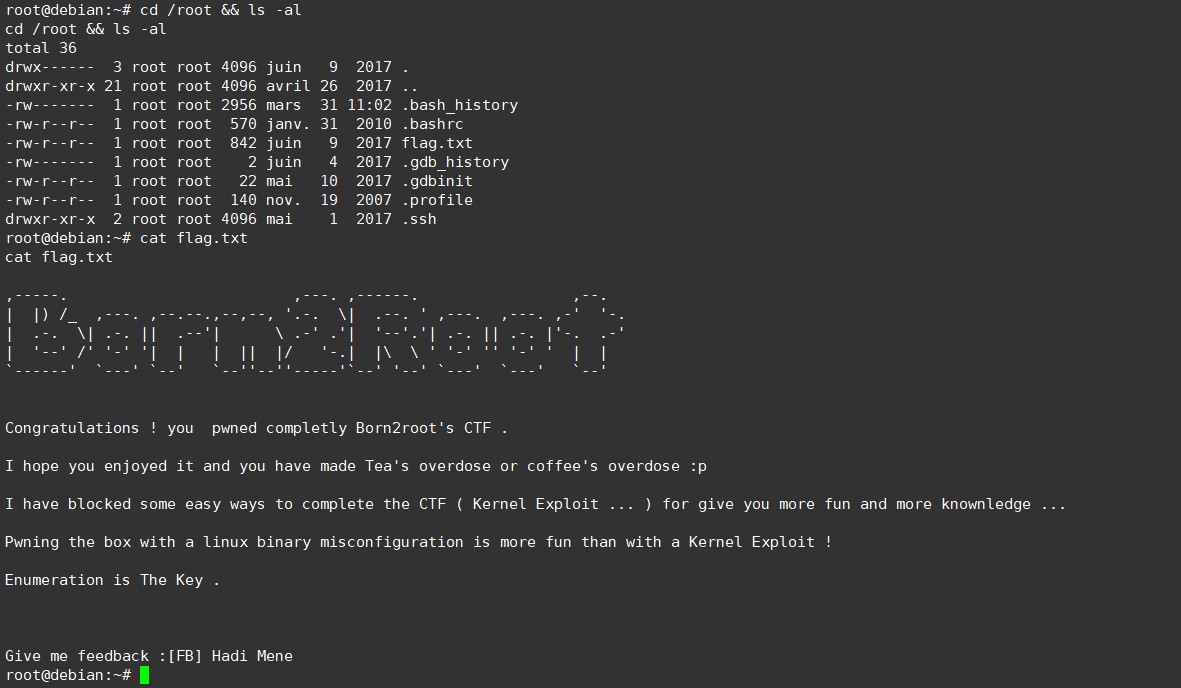 root@debian:~# cd /root && ls -al
cd /root && ls -al
total 36
drwx------  3 root root 4096 juin   9  2017 .
drwxr-xr-x 21 root root 4096 avril 26  2017 ..
-rw-------  1 root root 2956 mars  31 11:02 .bash_history
-rw-r--r--  1 root root  570 janv. 31  2010 .bashrc
-rw-r--r--  1 root root  842 juin   9  2017 flag.txt
-rw-------  1 root root    2 juin   4  2017 .gdb_history
-rw-r--r--  1 root root   22 mai   10  2017 .gdbinit
-rw-r--r--  1 root root  140 nov.  19  2007 .profile
drwxr-xr-x  2 root root 4096 mai    1  2017 .ssh
root@debian:~# cat flag.txt
cat flag.txt
,-----.                         ,---. ,------.                 ,--.
|  |) /_  ,---. ,--.--.,--,--, '.-.  \|  .--. ' ,---.  ,---. ,-'  '-.
|  .-.  \| .-. ||  .--'|      \ .-' .'|  '--'.'| .-. || .-. |'-.  .-'
|  '--' /' '-' '|  |   |  ||  |/   '-.|  |\  \ ' '-' '' '-' '  |  |
`------'  `---' `--'   `--''--''-----'`--' '--' `---'  `---'   `--'
Congratulations ! you  pwned completly Born2root's CTF .
I hope you enjoyed it and you have made Tea's overdose or coffee's overdose :p
I have blocked some easy ways to complete the CTF ( Kernel Exploit ... ) for give you more fun and more knownledge ...
Pwning the box with a linux binary misconfiguration is more fun than with a Kernel Exploit !
Enumeration is The Key .
Give me feedback :[FB] Hadi Mene
root@debian:~#